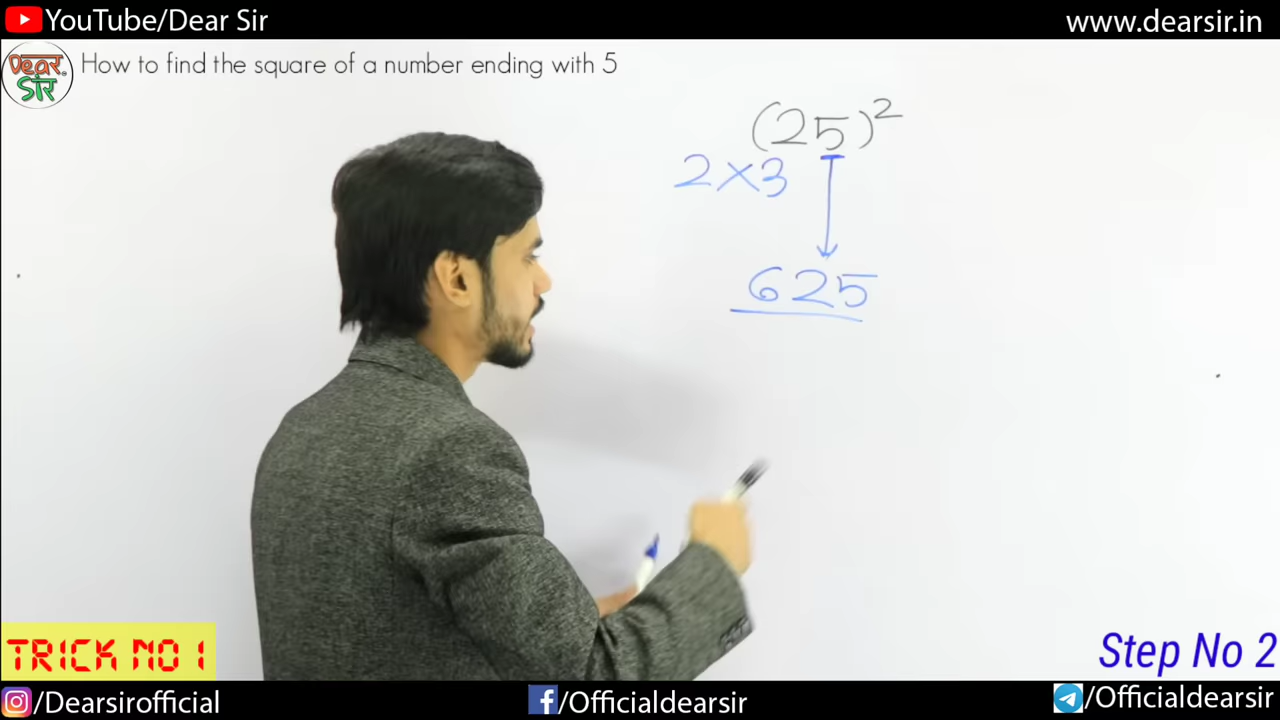 YouTube/Dear Sir
www.dearsir.in
Dear
सर
How to find the square of a number ending with 5
(25)²
2×3
625
TRICK NO 1
Step No 2
/Dearsirofficial
/Officialdearsir
/Officialdearsir